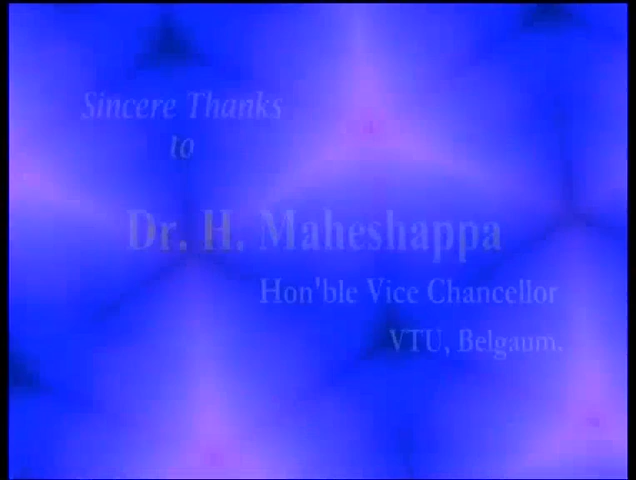 Sincere Thanks
to
Dr. H. Maheshappa
Hon'ble Vice Chancellor
VTU, Belgaum.